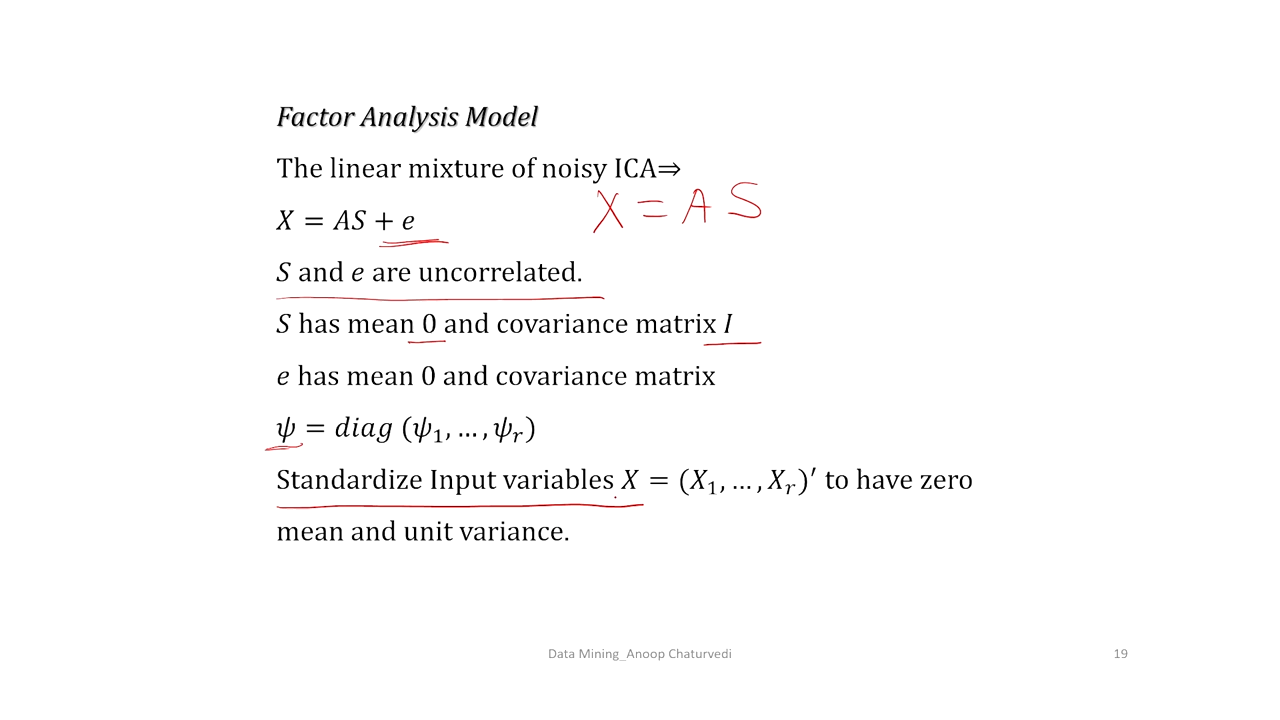 Factor Analysis Model
The linear mixture of noisy ICA⇒
X = AS + e
X = A S
S and e are uncorrelated.
S has mean 0 and covariance matrix I
e has mean 0 and covariance matrix
ψ = diag (ψ₁, … , ψᵣ)
Standardize Input variables X = (X₁, … , Xᵣ)′ to have zero
mean and unit variance.
Data Mining_Anoop Chaturvedi
19